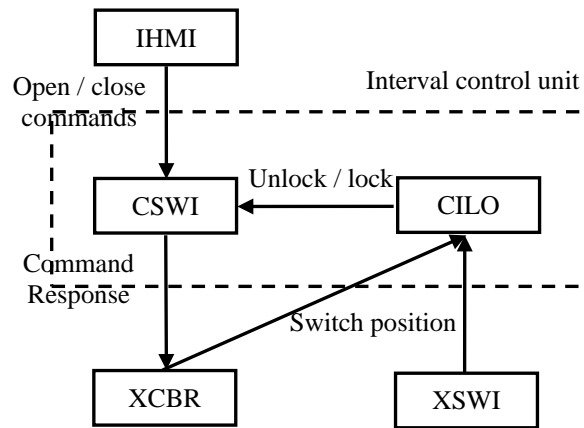 IHMI
Open / close
commands
Interval control unit
Unlock / lock
CSWI
CILO
Command
Response
Switch position
XCBR
XSWI